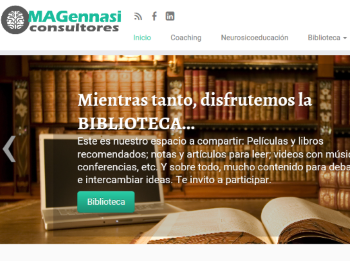 MAGennasi
consultores
Inicio Coaching Neurosicoeducación Biblioteca
Mientras tanto, disfrutemos la
BIBLIOTECA...
Este es nuestro espacio a compartir: Películas y libros
recomendados; notas y artículos para leer; videos con músic
conferencias, etc. Y sobre todo, mucho contenido para deba
e intercambiar ideas. Te invito a participar.
Biblioteca